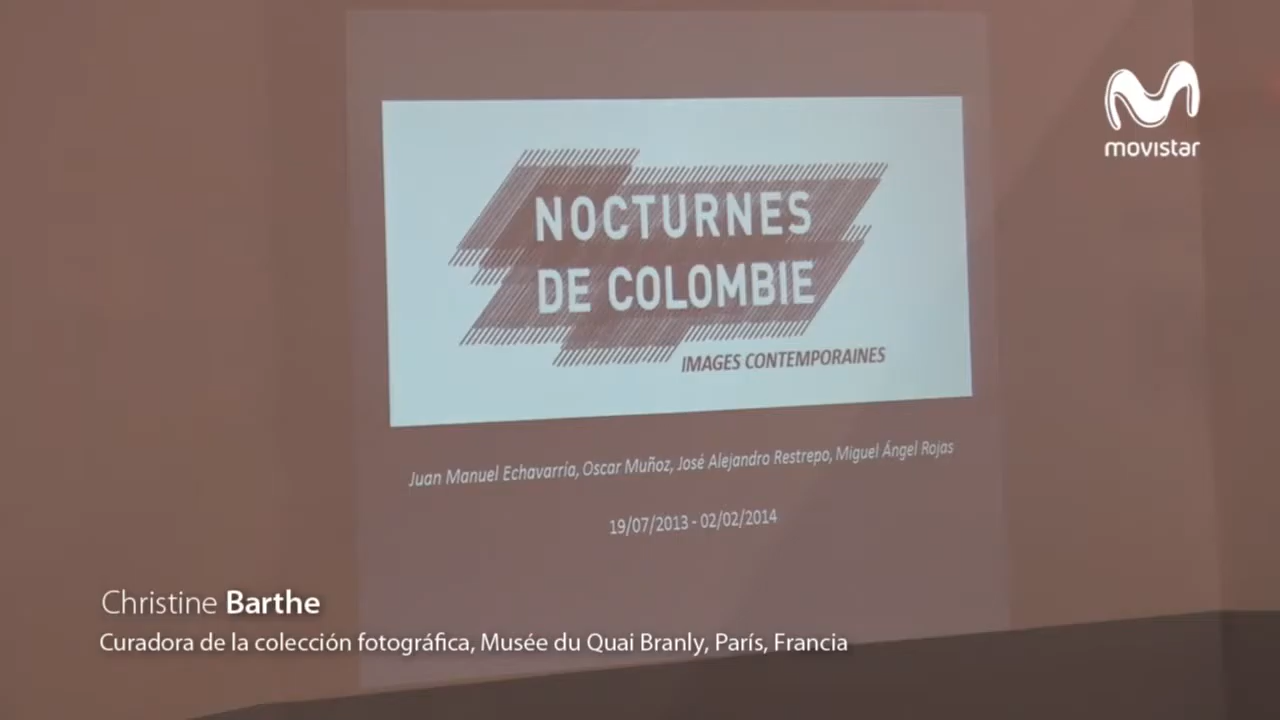 movistar
NOCTURNES
DE COLOMBIE
IMAGES CONTEMPORAINES
Juan Manuel Echavarria, Oscar Muñoz, José Alejandro Restrepo, Miguel Ángel Rojas
19/07/2013 - 02/02/2014
Christine Barthe
Curadora de la colección fotográfica, Musée du Quai Branly, París, Francia